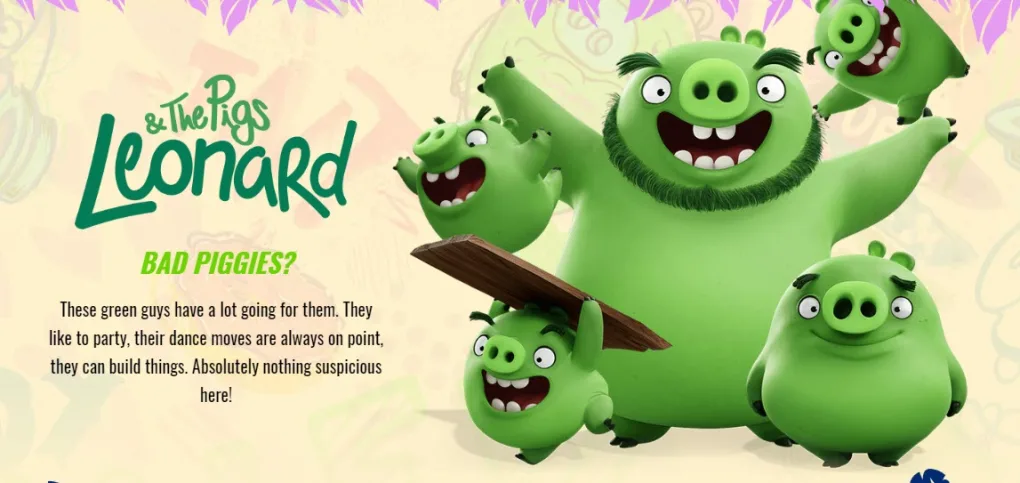 & The Pigs
Leonard
BAD PIGGIES?
These green guys have a lot going for them. They
like to party, their dance moves are always on point,
they can build things. Absolutely nothing suspicious
here!